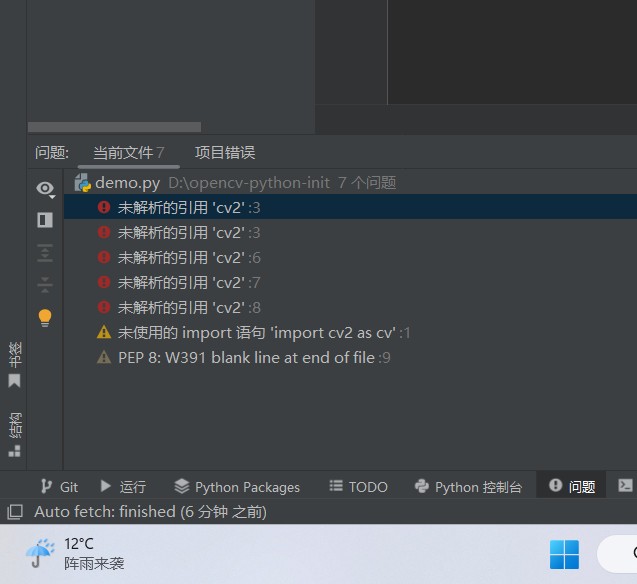 问题: 当前文件 7 项目错误
demo.py D:\opencv-python-init 7 个问题
未解析的引用 'cv2' :3
未解析的引用 'cv2' :3
未解析的引用 'cv2' :6
未解析的引用 'cv2' :7
未解析的引用 'cv2' :8
未使用的 import 语句 'import cv2 as cv' :1
PEP 8: W391 blank line at end of file :9
书签
结构
Git 运行 Python Packages TODO Python 控制台 问题
Auto fetch: finished (6 分钟 之前)
12°C
阵雨来袭